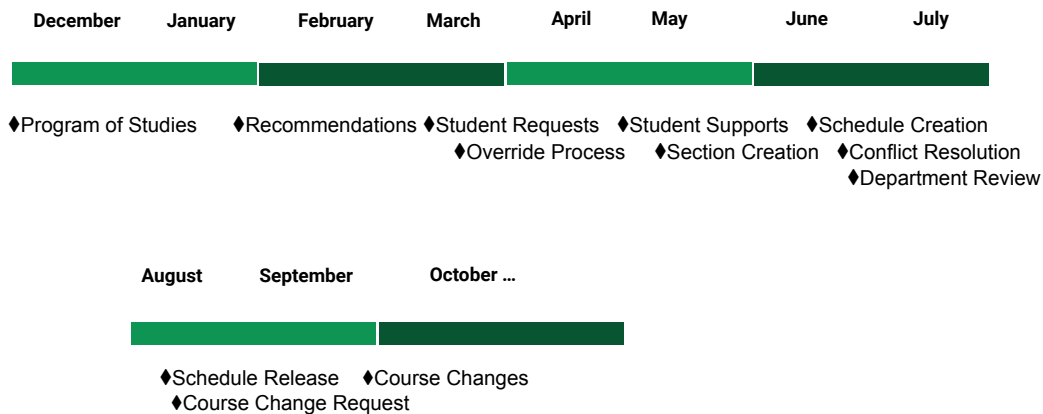 December January February March April May June July
♦Program of Studies ♦Recommendations ♦Student Requests ♦Student Supports ♦Schedule Creation
♦Override Process ♦Section Creation ♦Conflict Resolution
♦Department Review
August September October …
♦Schedule Release ♦Course Changes
♦Course Change Request